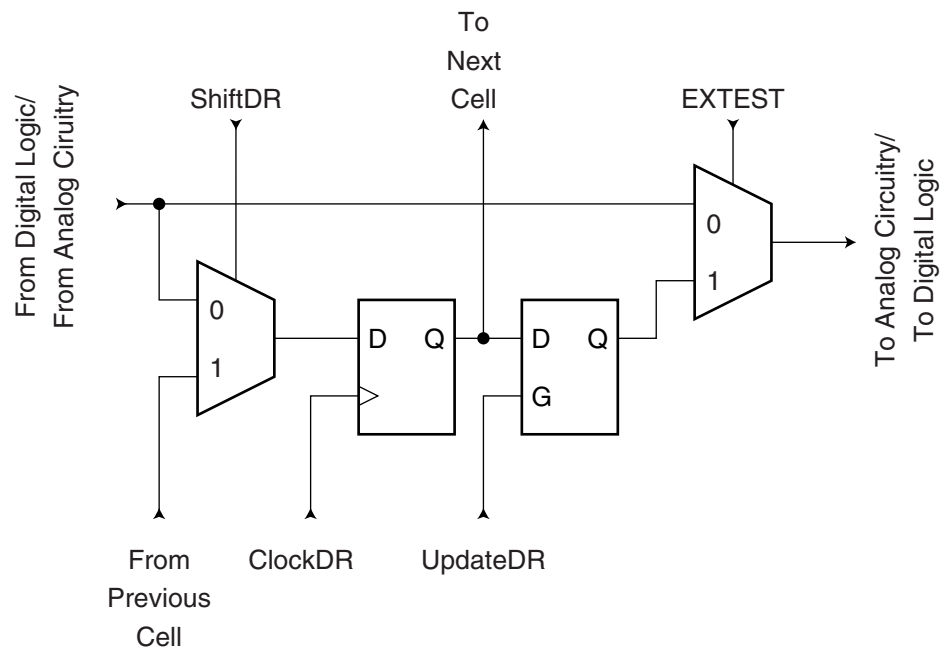 To
Next
Cell
ShiftDR
EXTEST
From Digital Logic/
From Analog Ciruitry
To Analog Circuitry/
To Digital Logic
0
1
0
1
D Q
D Q
G
From
Previous
Cell
ClockDR
UpdateDR